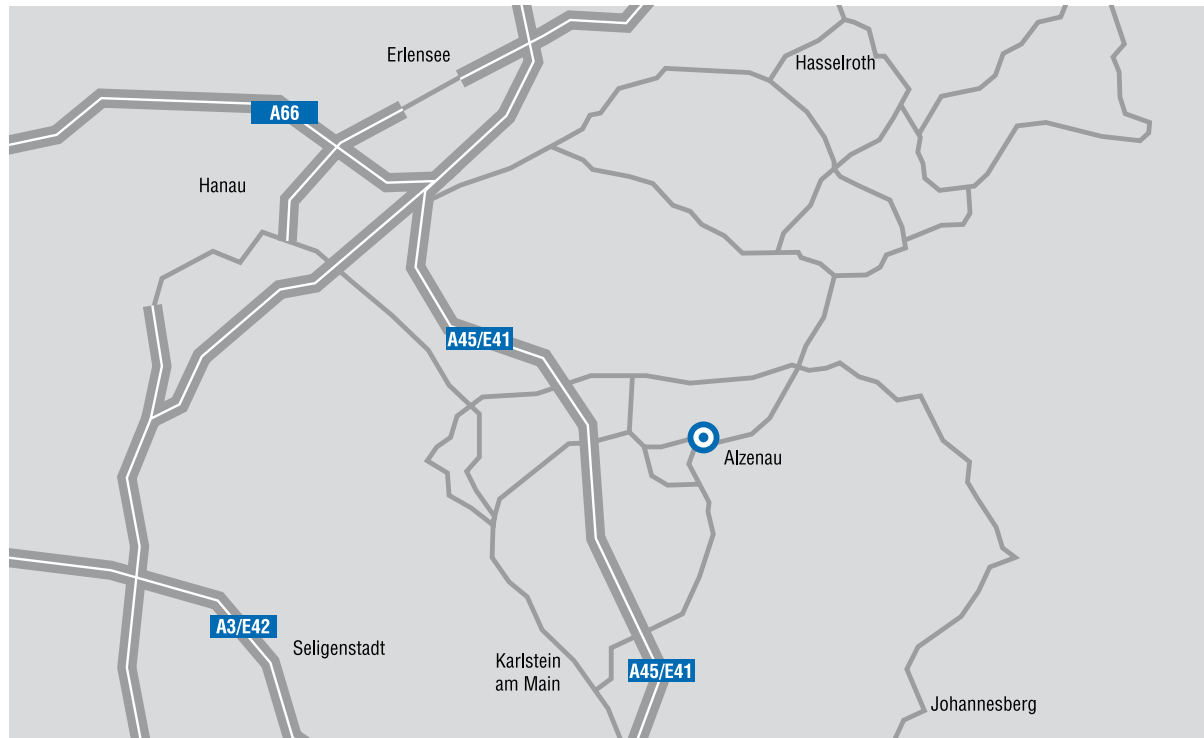 Erlensee
Hasselroth
A66
Hanau
A45/E41
Alzenau
A3/E42
Seligenstadt
Karlstein
am Main
A45/E41
Johannesberg